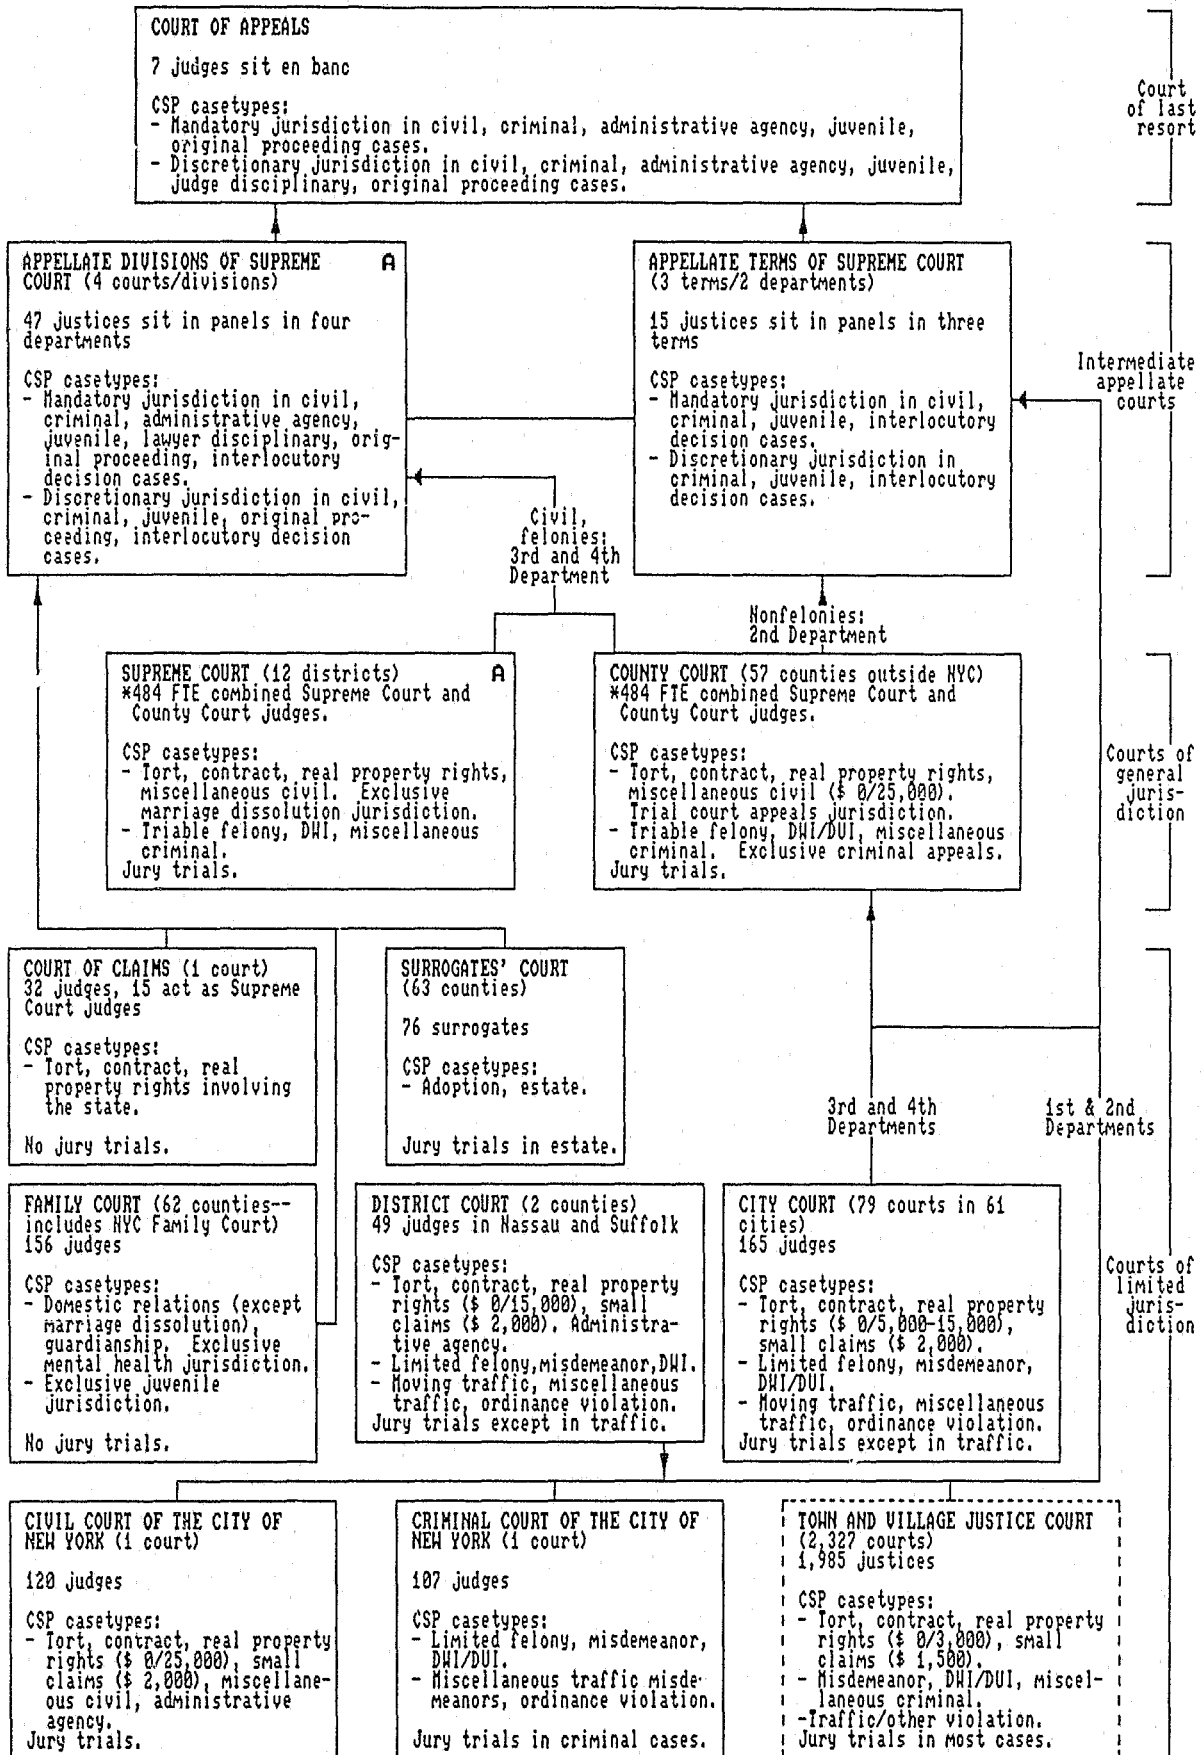 COURT OF APPEALS
7 judges sit en banc
CSP casetypes:
- Mandatory jurisdiction in civil, criminal, administrative agency, juvenile,
original proceeding cases.
- Discretionary jurisdiction in civil, criminal, administrative agency, juvenile,
judge disciplinary, original proceeding cases.
Court
of last
resort
APPELLATE DIVISIONS OF SUPREME A
COURT (4 courts/divisions)
47 justices sit in panels in four
departments
CSP casetypes:
- Mandatory jurisdiction in civil,
criminal, administrative agency,
juvenile, lawyer disciplinary, orig-
inal proceeding, interlocutory
decision cases.
- Discretionary jurisdiction in civil,
criminal, juvenile, original pro-
ceeding, interlocutory decision
cases.
APPELLATE TERMS OF SUPREME COURT
(3 terms/2 departments)
15 justices sit in panels in three
terms
CSP casetypes:
- Mandatory jurisdiction in civil,
criminal, juvenile, interlocutory
decision cases.
- Discretionary jurisdiction in
criminal, juvenile, interlocutory
decision cases.
Intermediate
appellate
courts
Civil,
felonies:
3rd and 4th
Department
Nonfelonies:
2nd Department
SUPREME COURT (12 districts) A
*484 FTE combined Supreme Court and
County Court judges.
CSP casetypes:
- Tort, contract, real property rights,
miscellaneous civil. Exclusive
marriage dissolution jurisdiction.
- Triable felony, DWI, miscellaneous
criminal.
Jury trials.
COUNTY COURT (57 counties outside NYC)
*484 FTE combined Supreme Court and
County Court judges.
CSP casetypes:
- Tort, contract, real property rights,
miscellaneous civil ($ 0/25,000).
Trial court appeals jurisdiction.
- Triable felony, DWI/DUI, miscellaneous
criminal. Exclusive criminal appeals.
Jury trials.
Courts of
general
juris-
diction
COURT OF CLAIMS (1 court)
32 judges, 15 act as Supreme
Court judges
CSP casetypes:
- Tort, contract, real
property rights involving
the state.
No jury trials.
SURROGATES' COURT
(63 counties)
76 surrogates
CSP casetypes:
- Adoption, estate.
Jury trials in estate.
3rd and 4th
Departments
1st & 2nd
Departments
FAMILY COURT (62 counties--
includes NYC Family Court)
156 judges
CSP casetypes:
- Domestic relations (except
marriage dissolution),
guardianship. Exclusive
mental health jurisdiction.
- Exclusive juvenile
jurisdiction.
No jury trials.
DISTRICT COURT (2 counties)
49 judges in Nassau and Suffolk
CSP casetypes:
- Tort, contract, real property
rights ($ 0/15,000), small
claims ($ 2,000). Administra-
tive agency.
- Limited felony,misdemeanor,DWI.
- Moving traffic, miscellaneous
traffic, ordinance violation.
Jury trials except in traffic.
CITY COURT (79 courts in 61
cities)
165 judges
CSP casetypes:
- Tort, contract, real property
rights ($ 0/5,000-15,000),
small claims ($ 2,000).
- Limited felony, misdemeanor,
DWI/DUI.
- Moving traffic, miscellaneous
traffic, ordinance violation.
Jury trials except in traffic.
Courts of
limited
juris-
diction
CIVIL COURT OF THE CITY OF
NEW YORK (1 court)
120 judges
CSP casetypes:
- Tort, contract, real property
rights ($ 0/25,000), small
claims ($ 2,000), miscellane-
ous civil, administrative
agency.
Jury trials.
CRIMINAL COURT OF THE CITY OF
NEW YORK (1 court)
107 judges
CSP casetypes:
- Limited felony, misdemeanor,
DWI/DUI.
- Miscellaneous traffic misde-
meanors, ordinance violation.
Jury trials in criminal cases.
TOWN AND VILLAGE JUSTICE COURT
(2,327 courts)
1,985 justices
CSP casetypes:
- Tort, contract, real property
rights ($ 0/3,000), small
claims ($ 1,500).
- Misdemeanor, DWI/DUI, miscel-
laneous criminal.
-Traffic/other violation.
Jury trials in most cases.